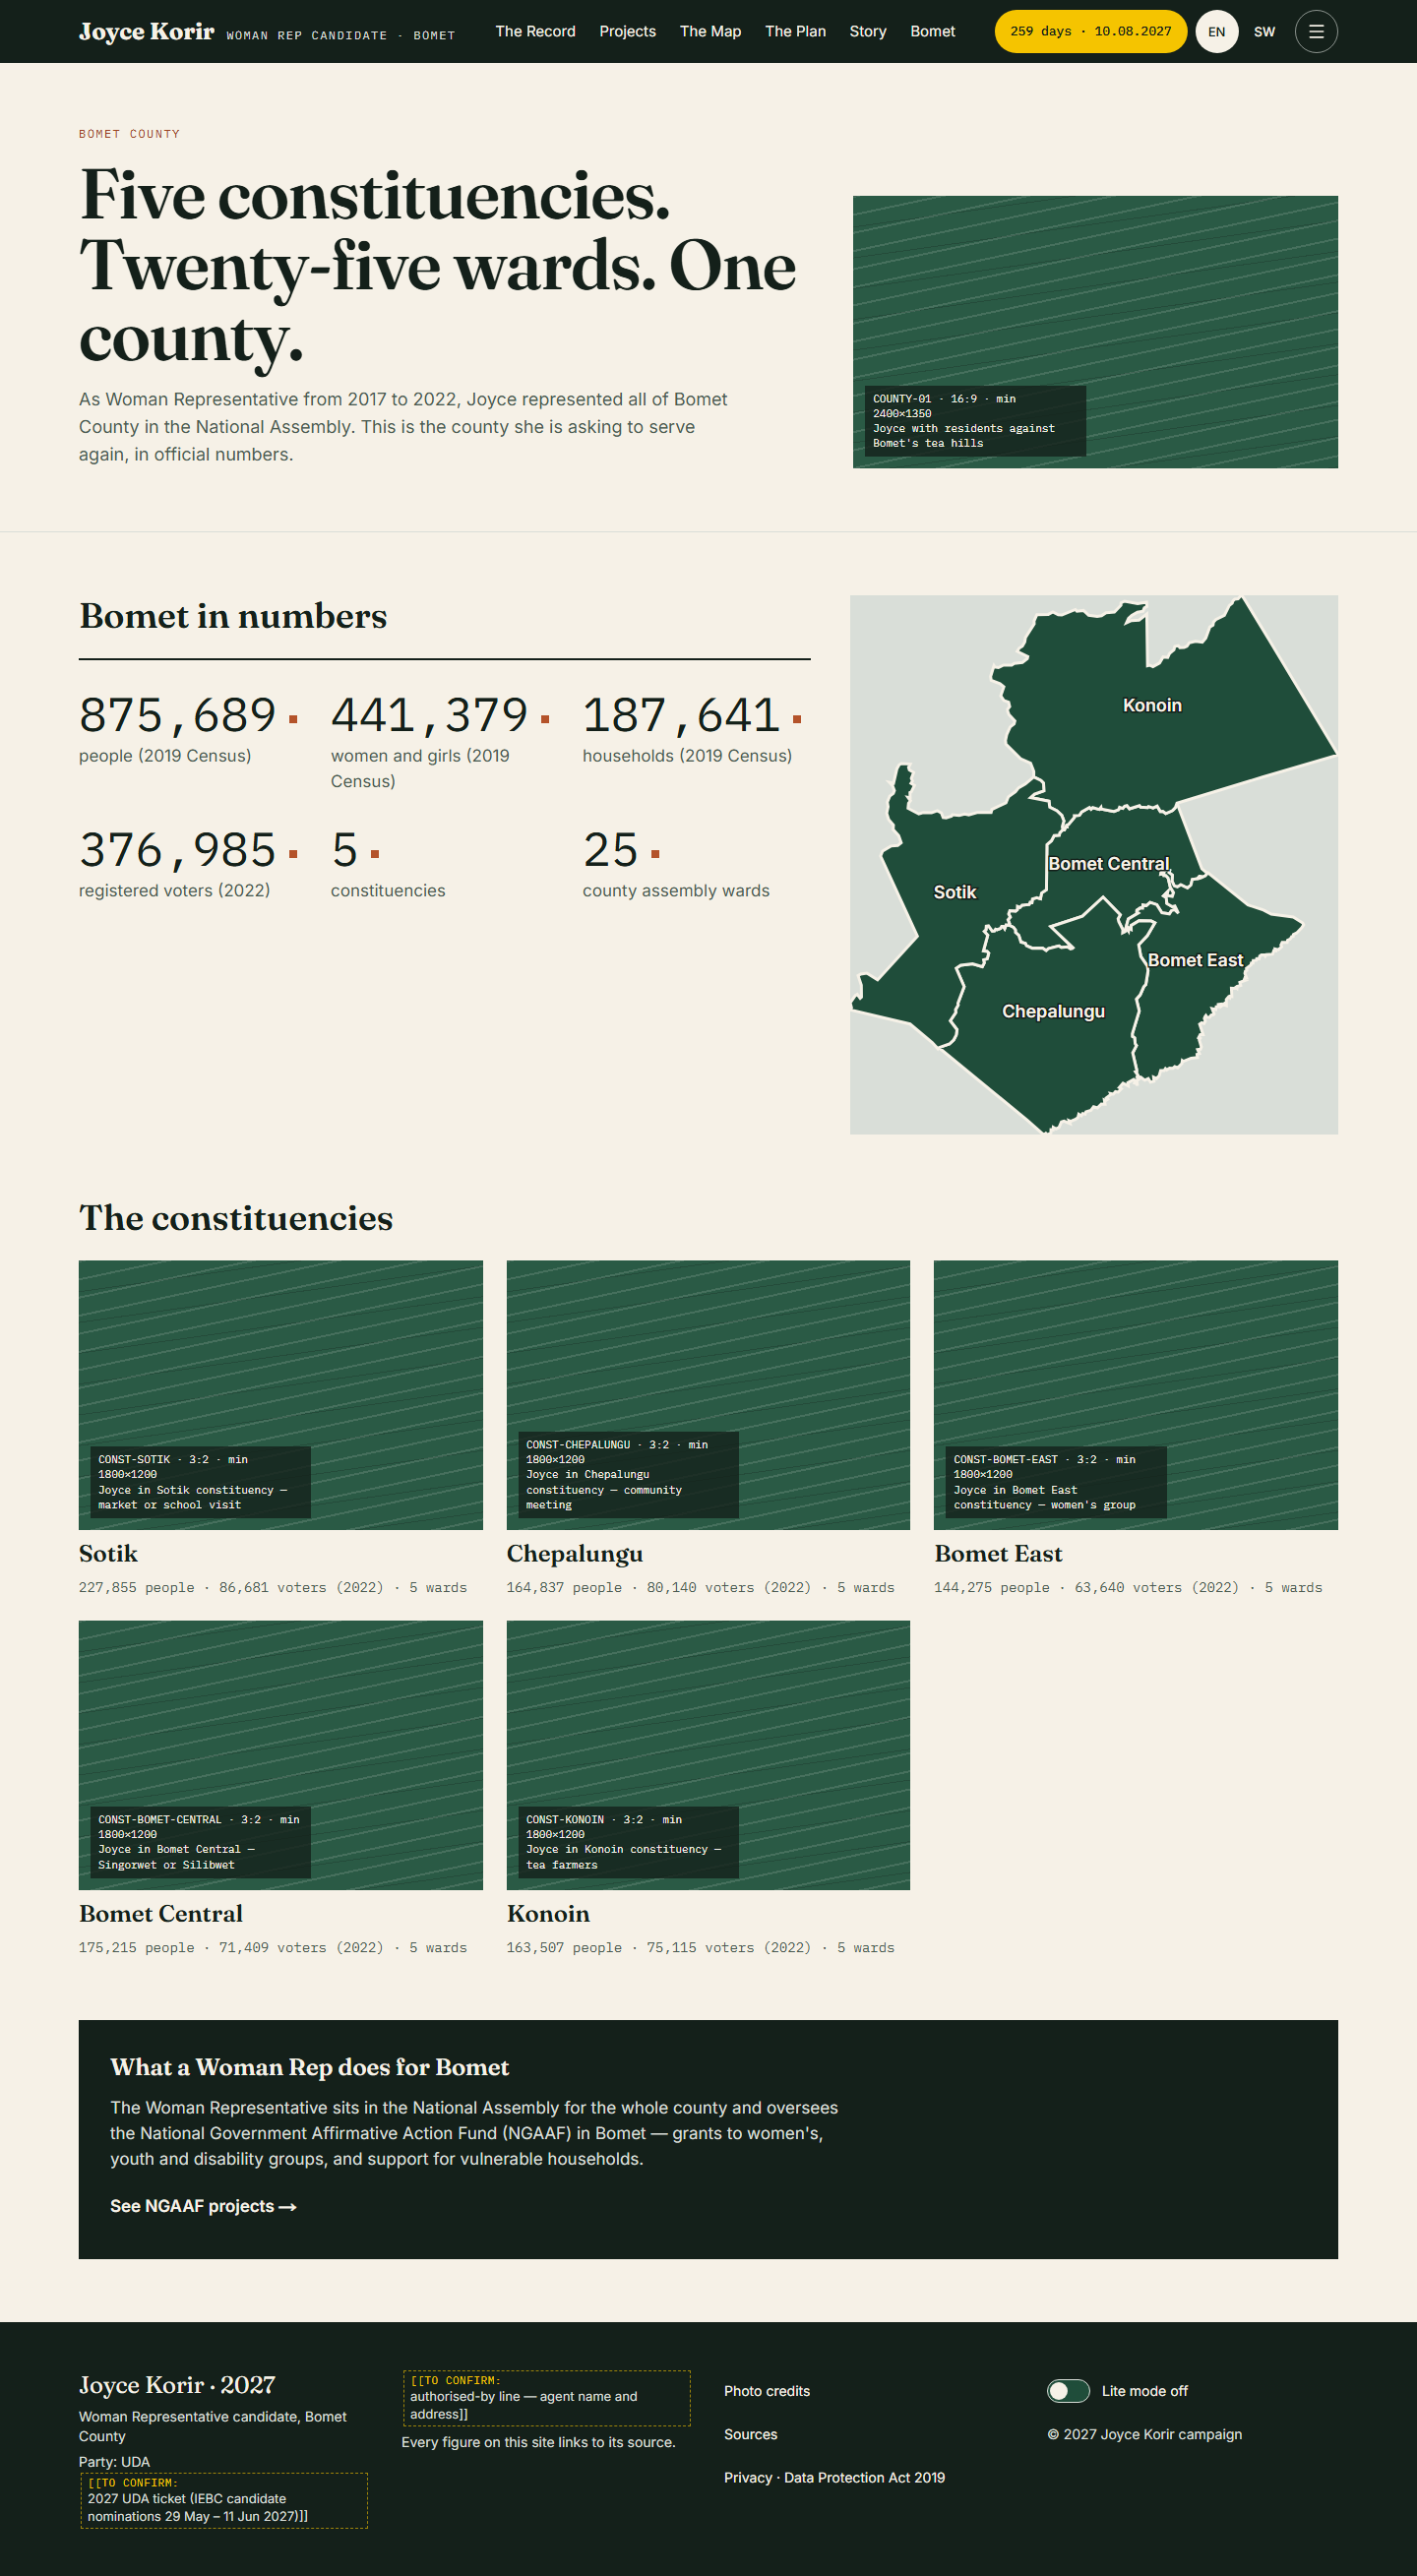 Joyce Korir WOMAN REP CANDIDATE · BOMET The Record Projects The Map The Plan Story Bomet 259 days · 10.08.2027 EN SW
BOMET COUNTY
Five constituencies.
Twenty-five wards. One
county.
As Woman Representative from 2017 to 2022, Joyce represented all of Bomet
County in the National Assembly. This is the county she is asking to serve
again, in official numbers.
COUNTY-01 · 16:9 · min
2400×1350
Joyce with residents against
Bomet's tea hills
Bomet in numbers
875,689
people (2019 Census)
441,379
women and girls (2019
Census)
187,641
households (2019 Census)
376,985
registered voters (2022)
5
constituencies
25
county assembly wards
Konoin
Bomet Central
Sotik
Bomet East
Chepalungu
The constituencies
CONST-SOTIK · 3:2 · min
1800×1200
Joyce in Sotik constituency —
market or school visit
Sotik
227,855 people · 86,681 voters (2022) · 5 wards
CONST-CHEPALUNGU · 3:2 · min
1800×1200
Joyce in Chepalungu
constituency — community
meeting
Chepalungu
164,837 people · 80,140 voters (2022) · 5 wards
CONST-BOMET-EAST · 3:2 · min
1800×1200
Joyce in Bomet East
constituency — women's group
Bomet East
144,275 people · 63,640 voters (2022) · 5 wards
CONST-BOMET-CENTRAL · 3:2 · min
1800×1200
Joyce in Bomet Central —
Singorwet or Silibwet
Bomet Central
175,215 people · 71,409 voters (2022) · 5 wards
CONST-KONOIN · 3:2 · min
1800×1200
Joyce in Konoin constituency —
tea farmers
Konoin
163,507 people · 75,115 voters (2022) · 5 wards
What a Woman Rep does for Bomet
The Woman Representative sits in the National Assembly for the whole county and oversees
the National Government Affirmative Action Fund (NGAAF) in Bomet — grants to women's,
youth and disability groups, and support for vulnerable households.
See NGAAF projects →
Joyce Korir · 2027
Woman Representative candidate, Bomet
County
Party: UDA
[[TO CONFIRM:
2027 UDA ticket (IEBC candidate
nominations 29 May – 11 Jun 2027)]]
[[TO CONFIRM:
authorised-by line — agent name and
address]]
Every figure on this site links to its source.
Photo credits
Sources
Privacy · Data Protection Act 2019
Lite mode off
© 2027 Joyce Korir campaign